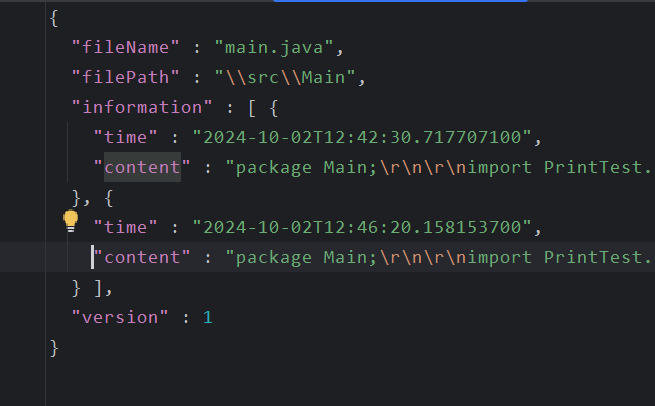 {
"fileName" : "main.java",
"filePath" : "\\src\\Main",
"information" : [ {
"time" : "2024-10-02T12:42:30.717707100",
"content" : "package Main;\r\n\r\nimport PrintTest.
}, {
"time" : "2024-10-02T12:46:20.158153700",
"content" : "package Main;\r\n\r\nimport PrintTest.
} ],
"version" : 1
}